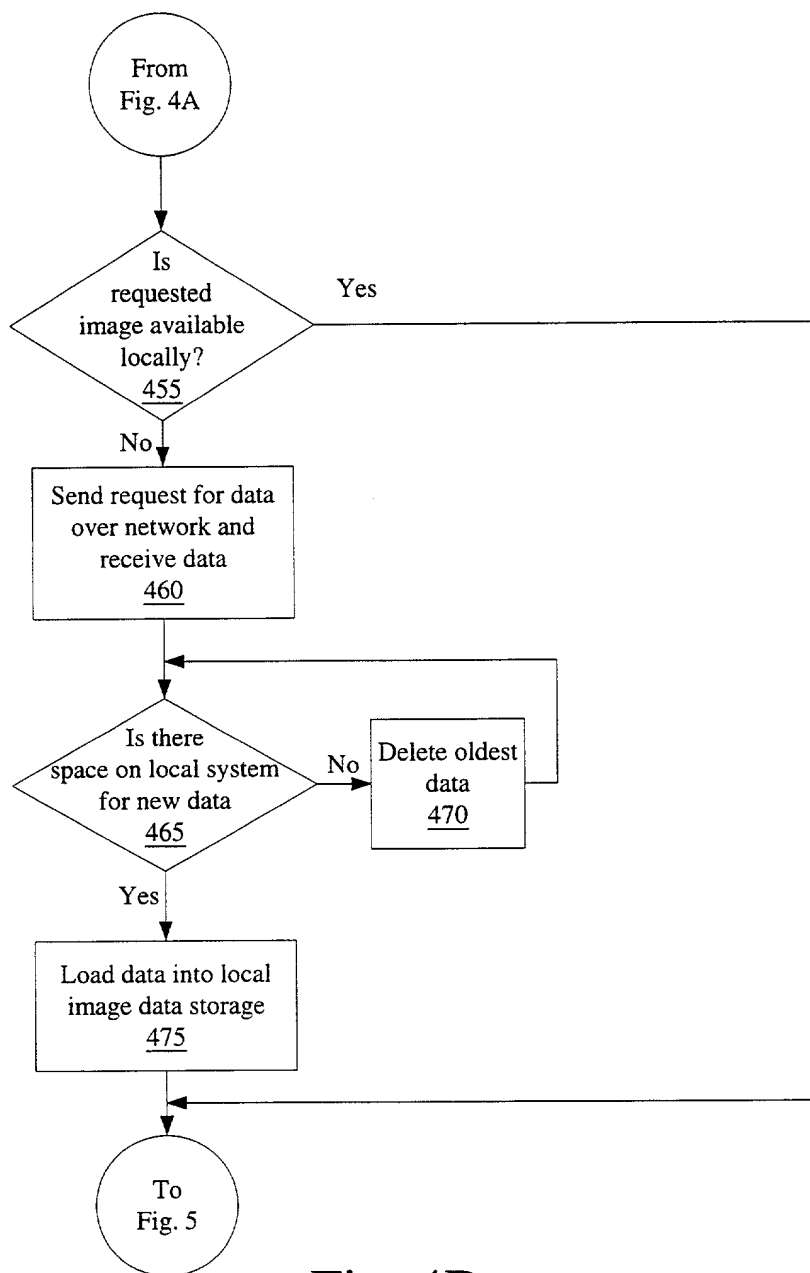 From
Fig. 4A
Is
requested
image available
locally?
455
Yes
No
Send request for data
over network and
receive data
460
Is there
space on local system
for new data
465
No
Delete oldest
data
470
Yes
Load data into local
image data storage
475
To
Fig. 5